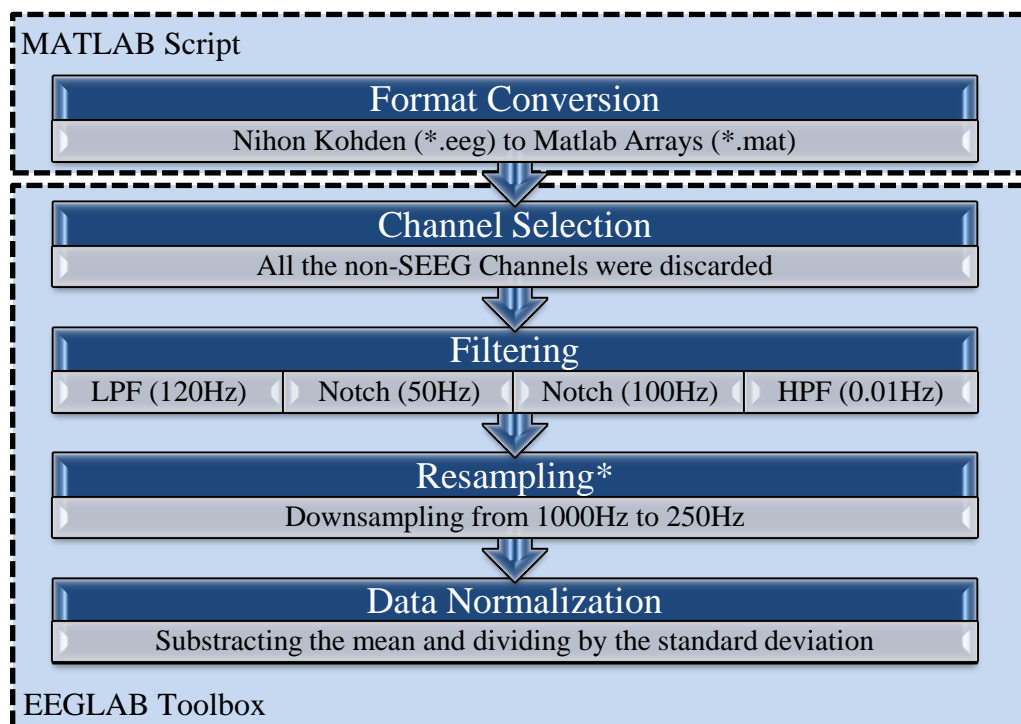 MATLAB Script
Format Conversion
Nihon Kohden (*.eeg) to Matlab Arrays (*.mat)
Channel Selection
All the non-SEEG Channels were discarded
Filtering
LPF (120Hz) Notch (50Hz) Notch (100Hz) HPF (0.01Hz)
Resampling*
Downsampling from 1000Hz to 250Hz
Data Normalization
Substracting the mean and dividing by the standard deviation
EEGLAB Toolbox